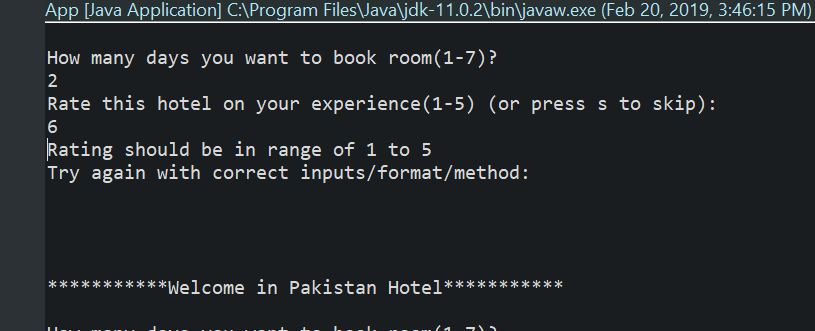 App [Java Application] C:\Program Files\Java\jdk-11.0.2\bin\javaw.exe (Feb 20, 2019, 3:46:15 PM)
How many days you want to book room(1-7)?
2
Rate this hotel on your experience(1-5) (or press s to skip):
6
Rating should be in range of 1 to 5
Try again with correct inputs/format/method:
***********Welcome in Pakistan Hotel***********
How many days you want to book room(1-7)?